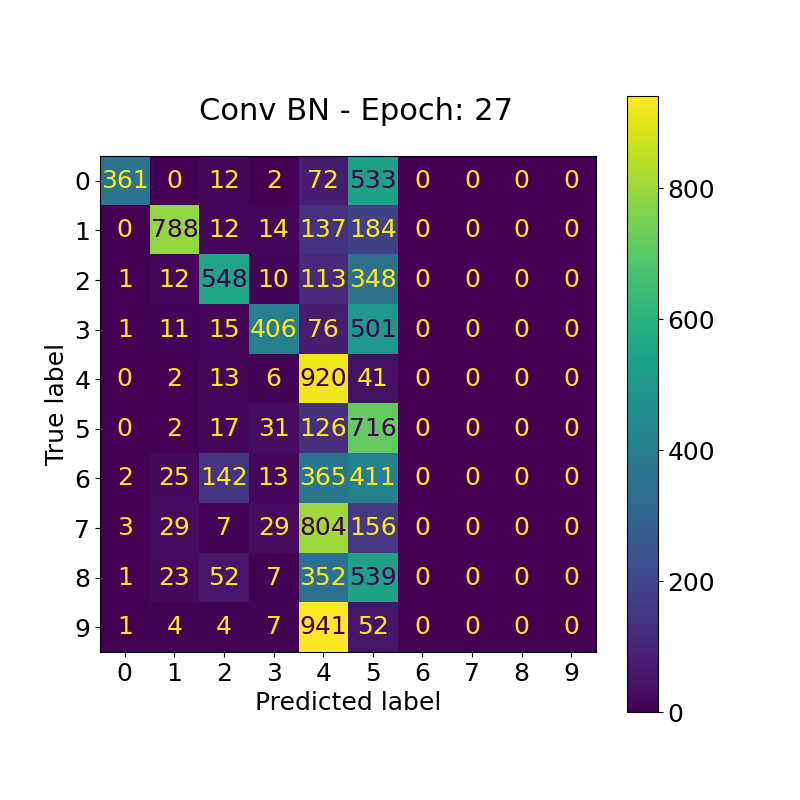 Conv BN - Epoch: 27
0 361 0 12 2 72 533 0 0 0 0
1 0 788 12 14 137 184 0 0 0 0
2 1 12 548 10 113 348 0 0 0 0
3 1 11 15 406 76 501 0 0 0 0
4 0 2 13 6 920 41 0 0 0 0
5 0 2 17 31 126 716 0 0 0 0
6 2 25 142 13 365 411 0 0 0 0
7 3 29 7 29 804 156 0 0 0 0
8 1 23 52 7 352 539 0 0 0 0
9 1 4 4 7 941 52 0 0 0 0
0 1 2 3 4 5 6 7 8 9
Predicted label
True label
800
600
400
200
0